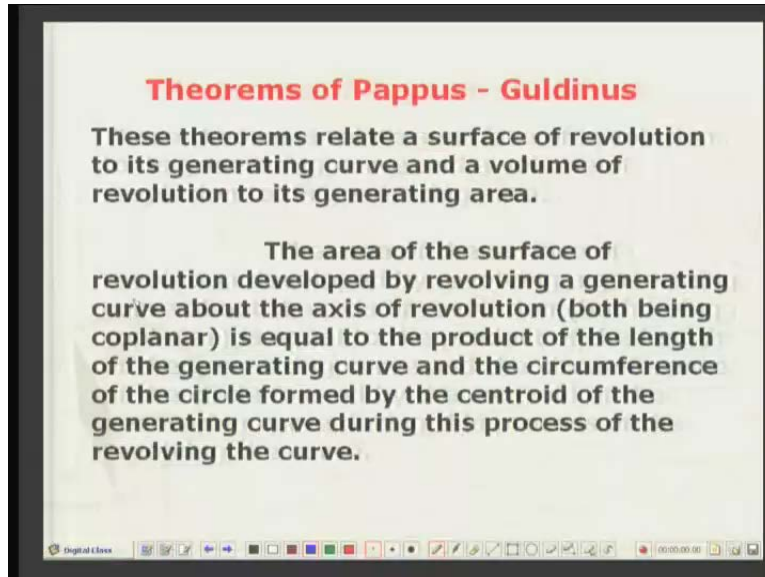 Theorems of Pappus - Guldinus
These theorems relate a surface of revolution
to its generating curve and a volume of
revolution to its generating area.
The area of the surface of
revolution developed by revolving a generating
curve about the axis of revolution (both being
coplanar) is equal to the product of the length
of the generating curve and the circumference
of the circle formed by the centroid of the
generating curve during this process of the
revolving the curve.
Digital Class
00:00:00.00